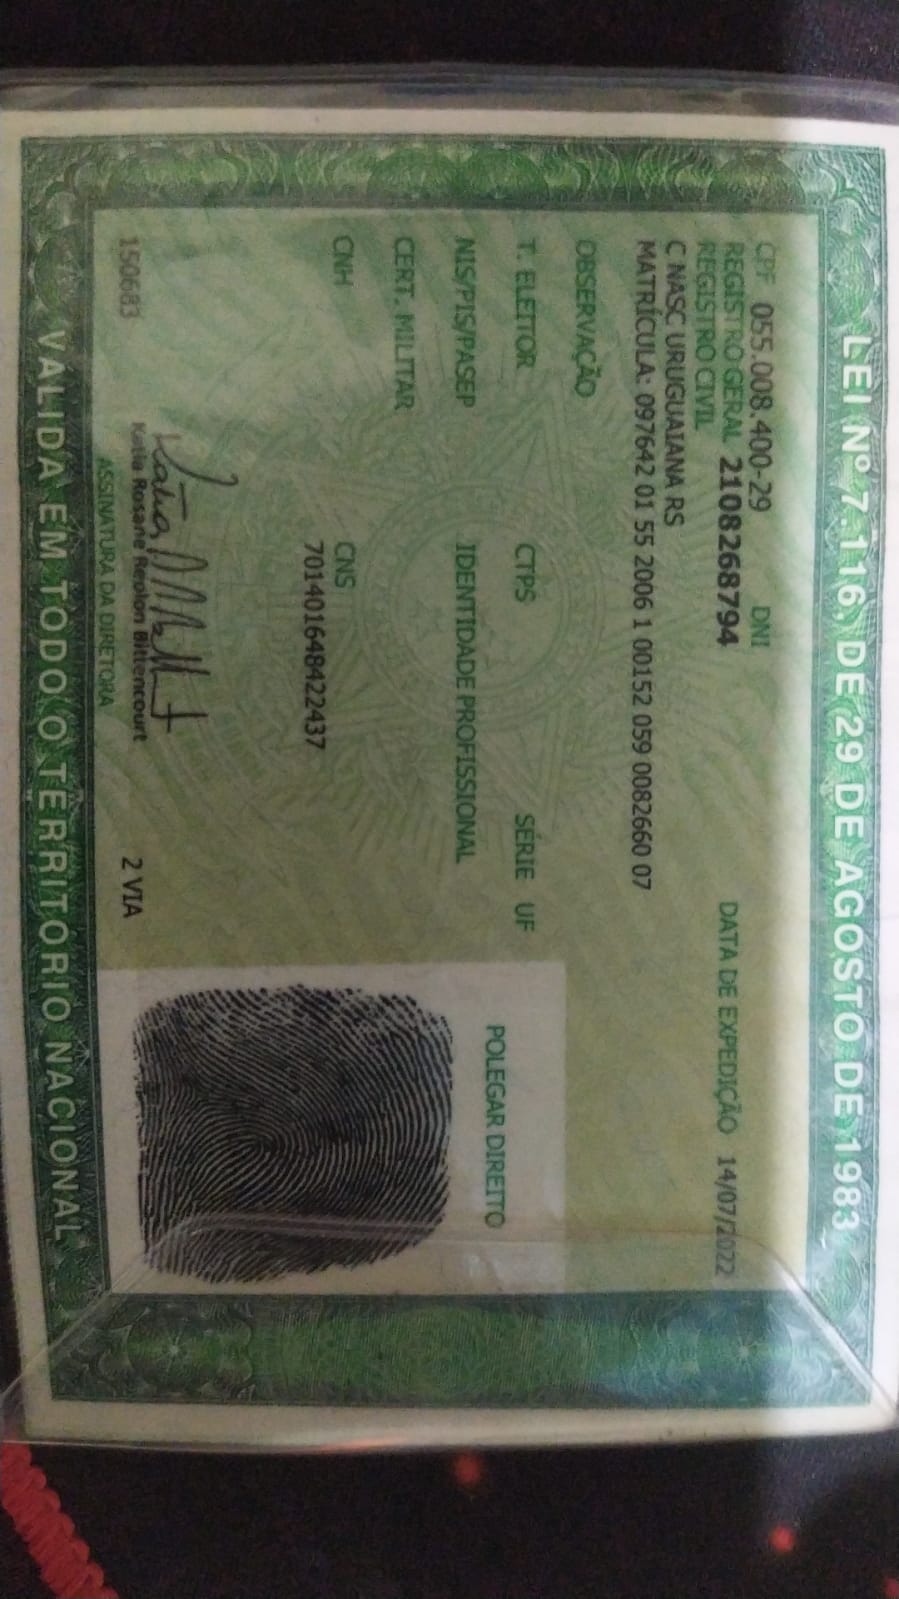 LEI Nº 7.116, DE 29 DE AGOSTO DE 1983
CPF 055.008.400-29 DNI
REGISTRO GERAL 2108268794 DATA DE EXPEDIÇÃO 14/07/2022
REGISTRO CIVIL
C NASC URUGUAIANA RS
MATRÍCULA: 097642 01 55 2006 1 00152 059 0082660 07
OBSERVAÇÃO
T. ELEITOR CTPS SÉRIE UF
NIS/PIS/PASEP IDENTIDADE PROFISSIONAL
POLEGAR DIREITO
CERT. MILITAR
CNH CNS
701401648422437
Katia Rosane Reolon Bittencourt
150683 2 VIA
ASSINATURA DA DIRETORA
VALIDA EM TODO O TERRITÓRIO NACIONAL